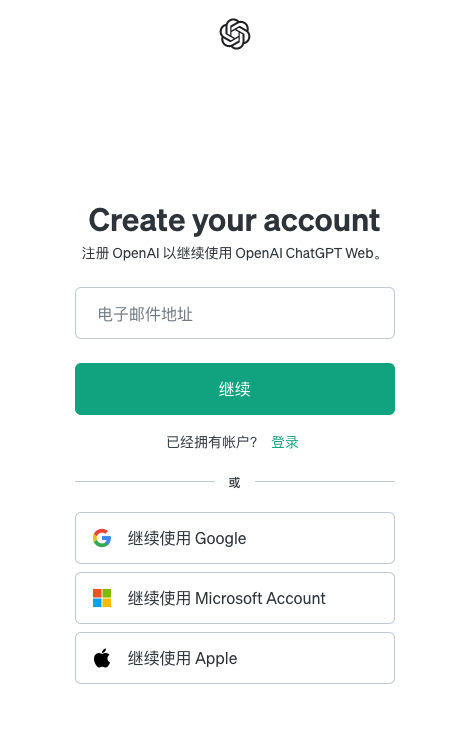 Create your account
注册 OpenAI 以继续使用 OpenAI ChatGPT Web。
电子邮件地址
继续
已经拥有帐户? 登录
或
继续使用 Google
继续使用 Microsoft Account
继续使用 Apple